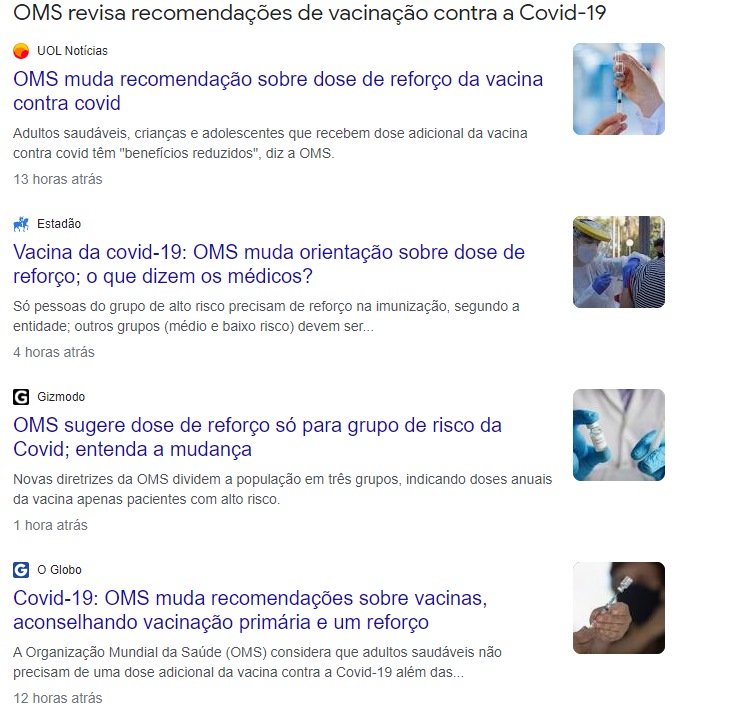 OMS revisa recomendações de vacinação contra a Covid-19
UOL Notícias
OMS muda recomendação sobre dose de reforço da vacina
contra covid
Adultos saudáveis, crianças e adolescentes que recebem dose adicional da vacina
contra covid têm "benefícios reduzidos", diz a OMS.
13 horas atrás
Estadão
Vacina da covid-19: OMS muda orientação sobre dose de
reforço; o que dizem os médicos?
Só pessoas do grupo de alto risco precisam de reforço na imunização, segundo a
entidade; outros grupos (médio e baixo risco) devem ser...
4 horas atrás
G Gizmodo
OMS sugere dose de reforço só para grupo de risco da
Covid; entenda a mudança
Novas diretrizes da OMS dividem a população em três grupos, indicando doses anuais
da vacina apenas pacientes com alto risco.
1 hora atrás
G O Globo
Covid-19: OMS muda recomendações sobre vacinas,
aconselhando vacinação primária e um reforço
A Organização Mundial da Saúde (OMS) considera que adultos saudáveis não
precisam de uma dose adicional da vacina contra a Covid-19 além das...
12 horas atrás